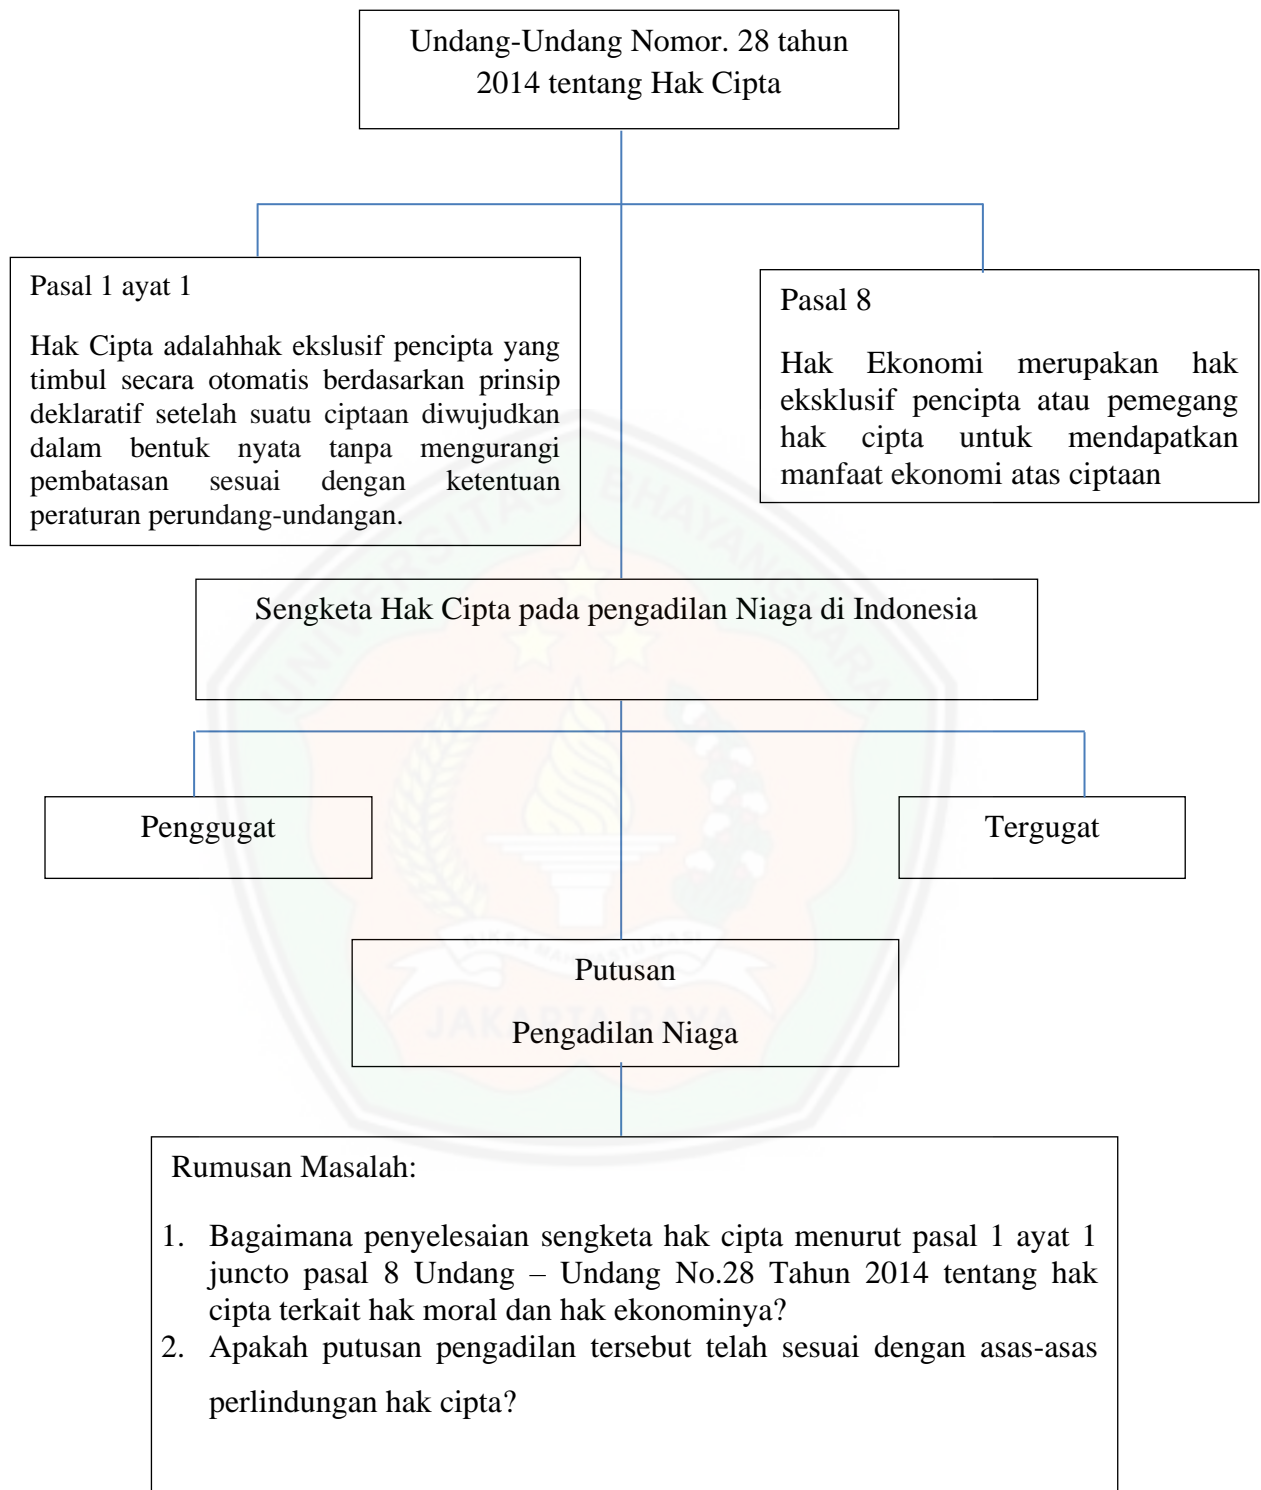 Undang-Undang Nomor. 28 tahun
2014 tentang Hak Cipta
Pasal 1 ayat 1
Hak Cipta adalahhak ekslusif pencipta yang
timbul secara otomatis berdasarkan prinsip
deklaratif setelah suatu ciptaan diwujudkan
dalam bentuk nyata tanpa mengurangi
pembatasan sesuai dengan ketentuan
peraturan perundang-undangan.
Pasal 8
Hak Ekonomi merupakan hak
eksklusif pencipta atau pemegang
hak cipta untuk mendapatkan
manfaat ekonomi atas ciptaan
UNIVERSITAS BHAYANGKARA
Sengketa Hak Cipta pada pengadilan Niaga di Indonesia
Penggugat
Tergugat
Putusan
Pengadilan Niaga
JAKARTA RAYA
Rumusan Masalah:
1. Bagaimana penyelesaian sengketa hak cipta menurut pasal 1 ayat 1
juncto pasal 8 Undang – Undang No.28 Tahun 2014 tentang hak
cipta terkait hak moral dan hak ekonominya?
2. Apakah putusan pengadilan tersebut telah sesuai dengan asas-asas
perlindungan hak cipta?